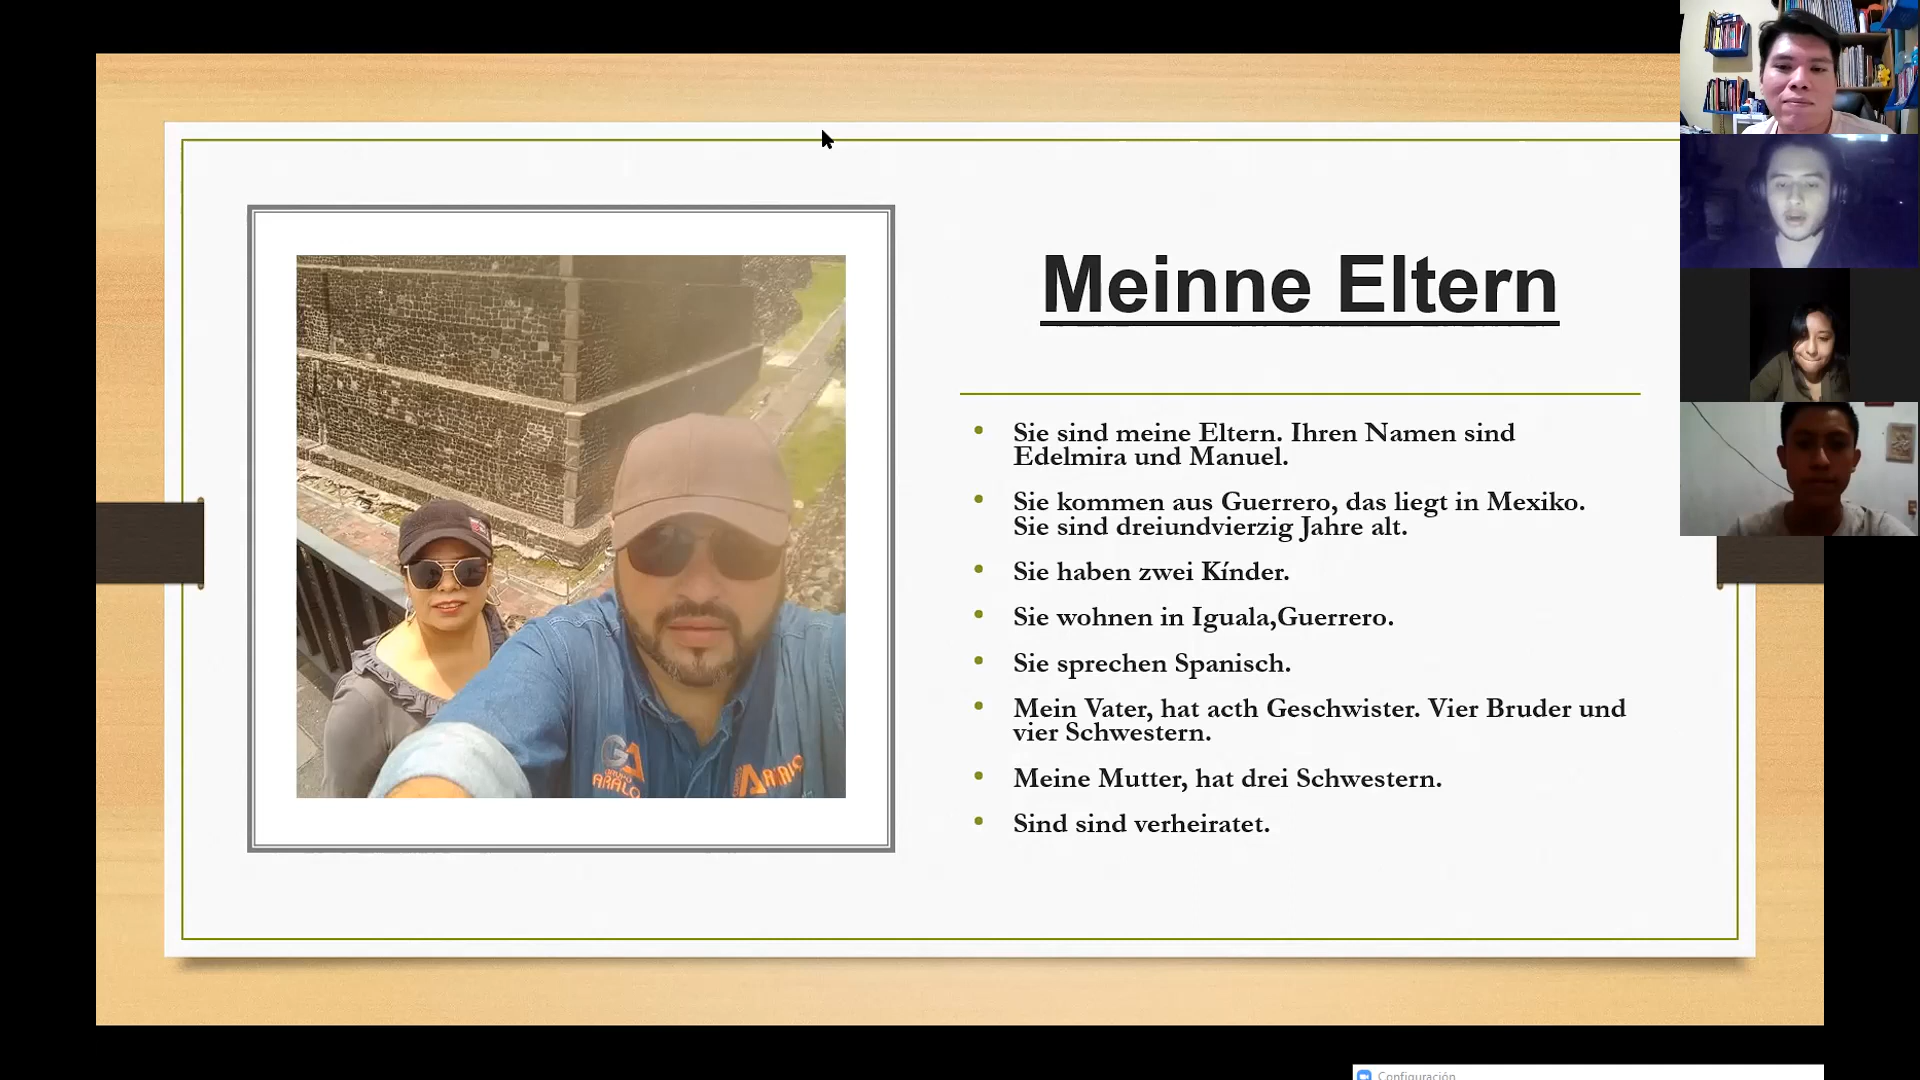 Meinne Eltern
Sie sind meine Eltern. Ihren Namen sind
Edelmira und Manuel.
Sie kommen aus Guerrero, das liegt in Mexiko.
Sie sind dreiundvierzig Jahre alt.
Sie haben zwei Kínder.
Sie wohnen in Iguala,Guerrero.
Sie sprechen Spanisch.
Mein Vater, hat acth Geschwister. Vier Bruder und
vier Schwestern.
Meine Mutter, hat drei Schwestern.
Sind sind verheiratet.
GA
Configuración